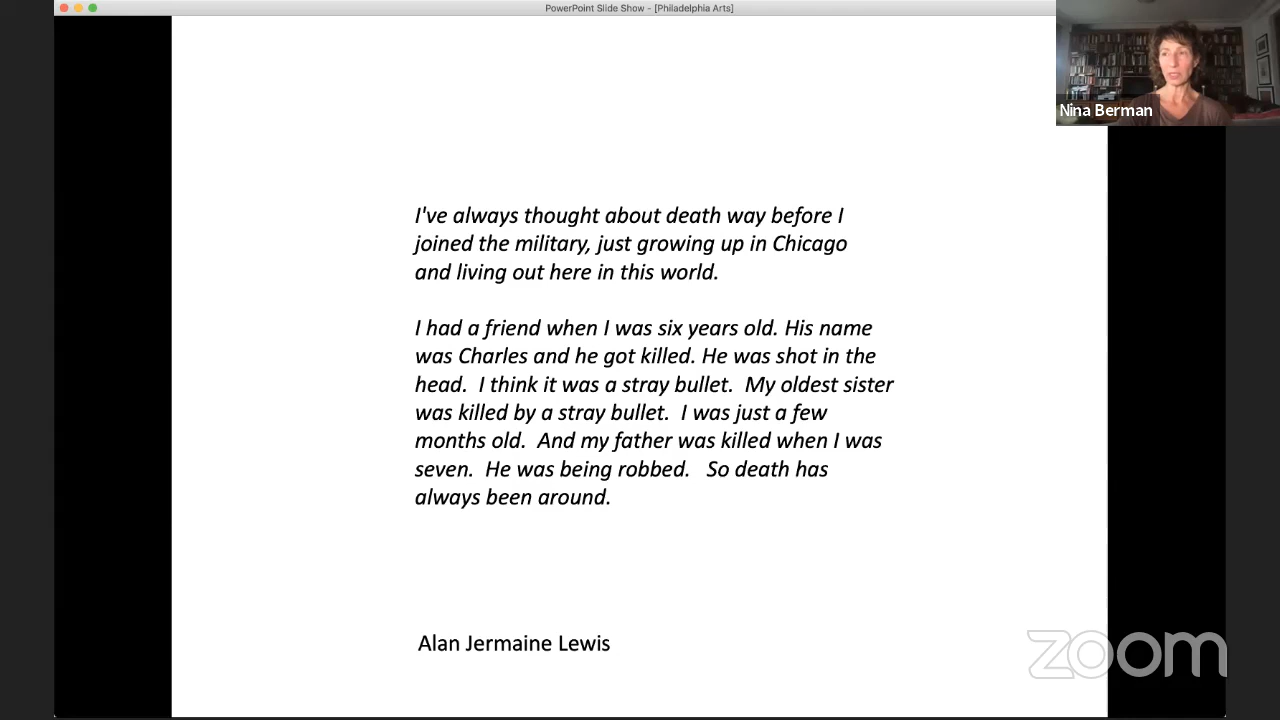 PowerPoint Slide Show - [Philadelphia Arts]
Nina Berman
I've always thought about death way before I
joined the military, just growing up in Chicago
and living out here in this world.
I had a friend when I was six years old. His name
was Charles and he got killed. He was shot in the
head.  I think it was a stray bullet.  My oldest sister
was killed by a stray bullet.  I was just a few
months old.  And my father was killed when I was
seven.  He was being robbed.   So death has
always been around.
Alan Jermaine Lewis
zoom